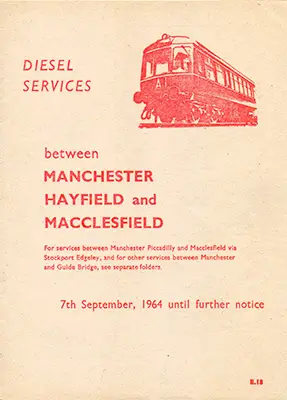 DIESEL
SERVICES
A
between
MANCHESTER
HAYFIELD and
MACCLESFIELD
For services between Manchester Piccadilly and Macclesfield via
Stockport Edgeley, and for other services between Manchester
and Guide Bridge, see separate folders.
7th September, 1964 until further notice
B.18